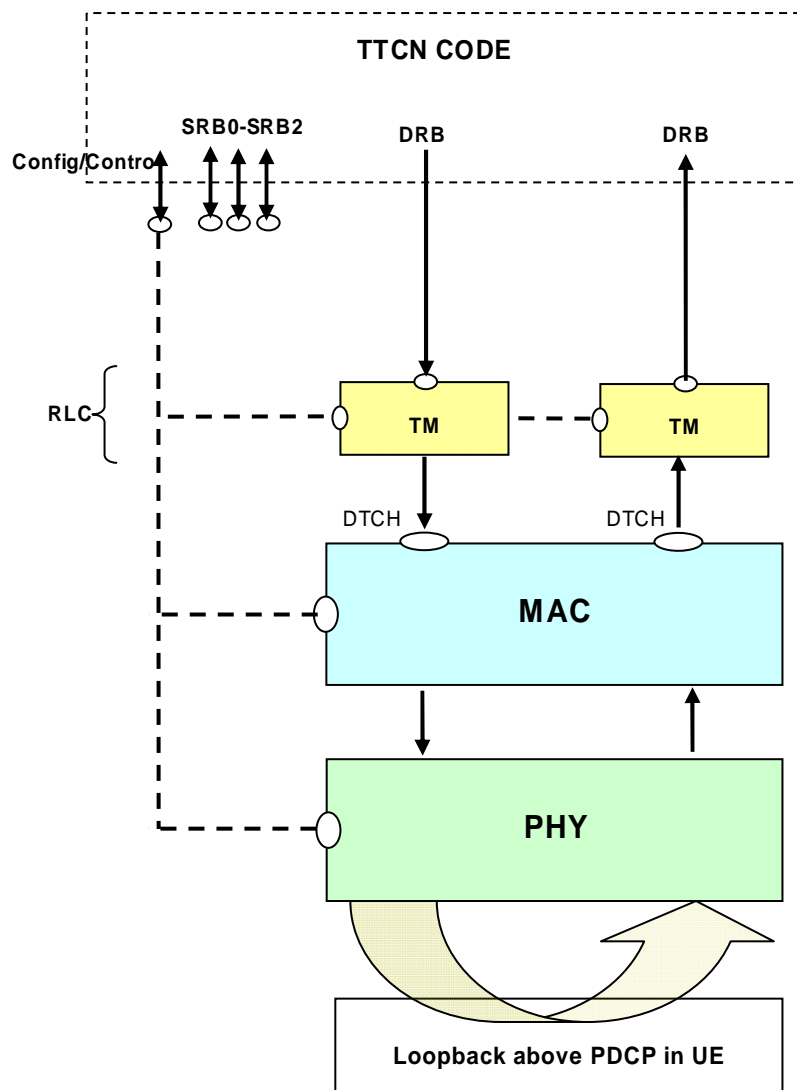 TTCN CODE
SRB0-SRB2
DRB
DRB
Config/Contro
RLC
TM
TM
DTCH
DTCH
MAC
PHY
Loopback above PDCP in UE